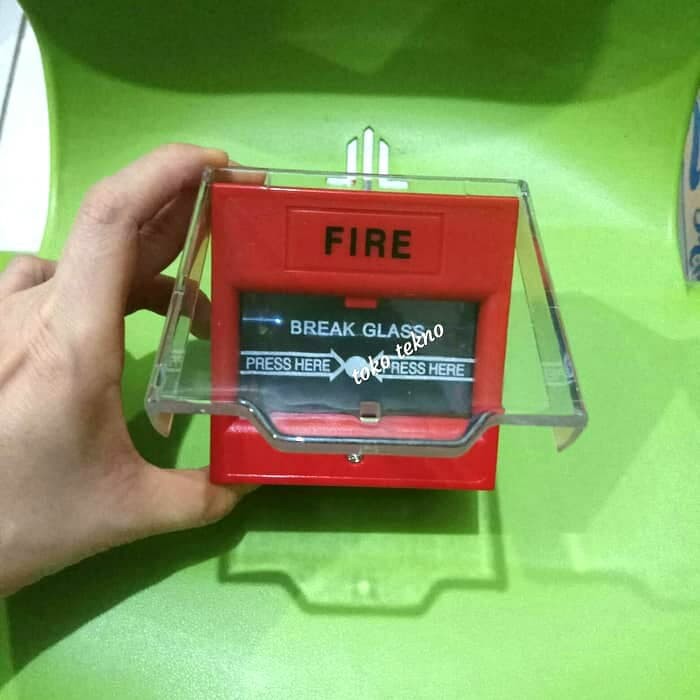 FIRE
BREAK GLASS
PRESS HERE PRESS HERE
toko tekno